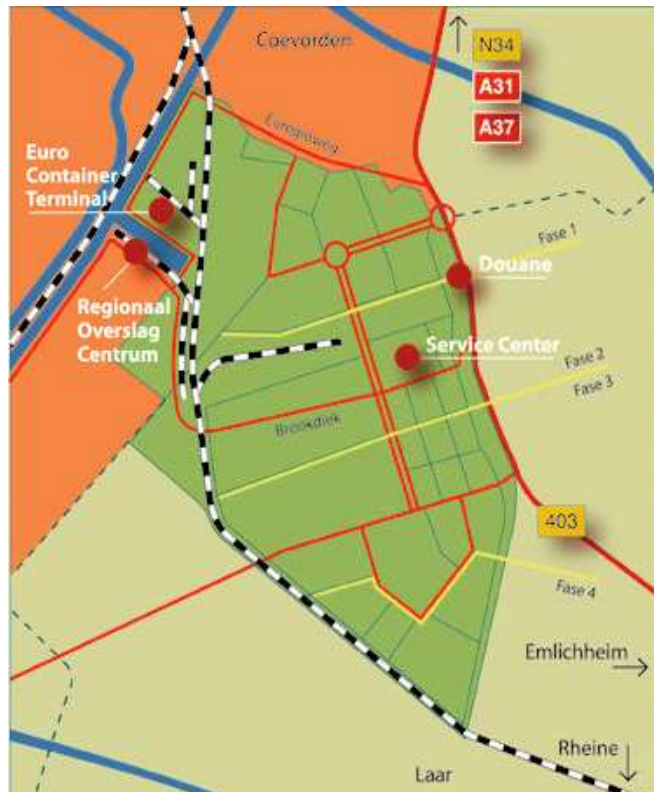 Coevorden
N34
A31
A37
Europaweg
Euro
Container
Terminal
Fase 1
Douane
Regionaal
Overslag
Centrum
Service Center
Fase 2
Fase 3
Broekdiek
403
Fase 4
Emlichheim
Rheine
Laar